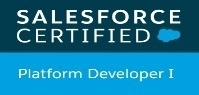 SALESFORCE
CERTIFIED
Platform Developer I